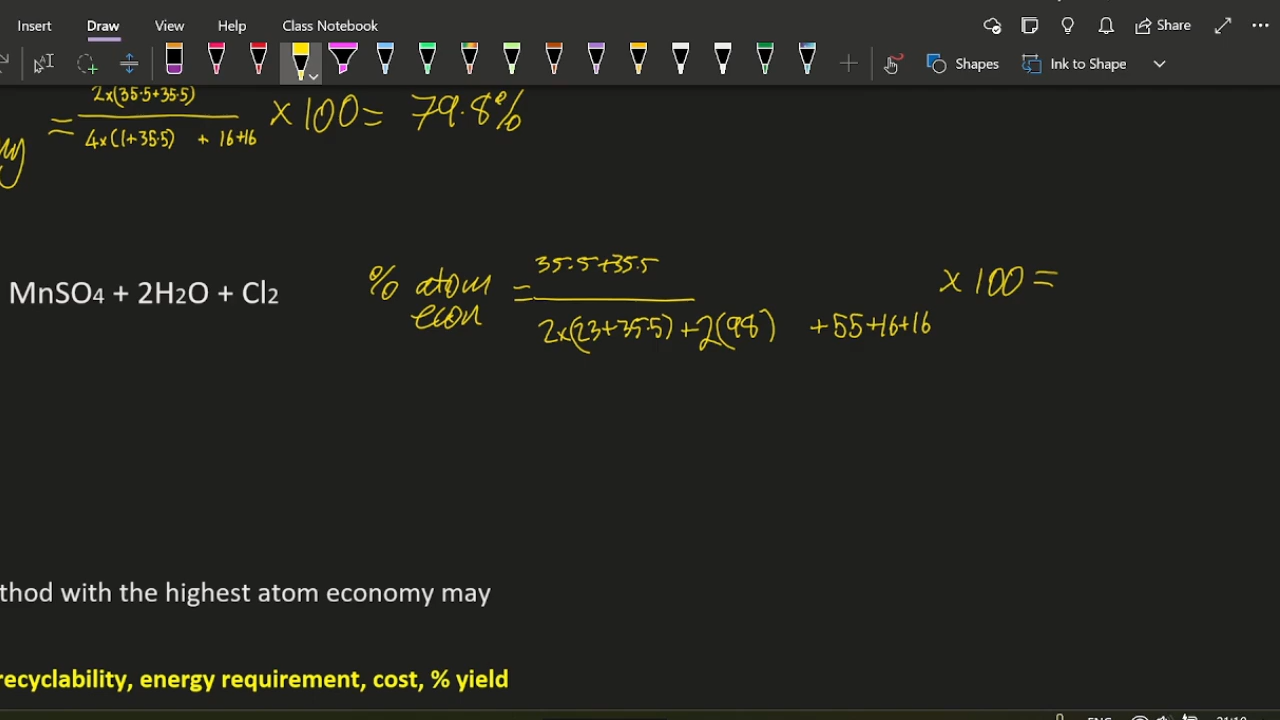 Insert Draw View Help Class Notebook Share
Shapes Ink to Shape
2x(35.5+35.5)
= x 100 = 79.8%
4x(1+35.5) + 16+16
35.5+35.5
% atom = x 100 =
MnSO4 + 2H2O + Cl2
econ 2x(23+35.5)+2(98) +55+16+16
thod with the highest atom economy may
recyclability, energy requirement, cost, % yield